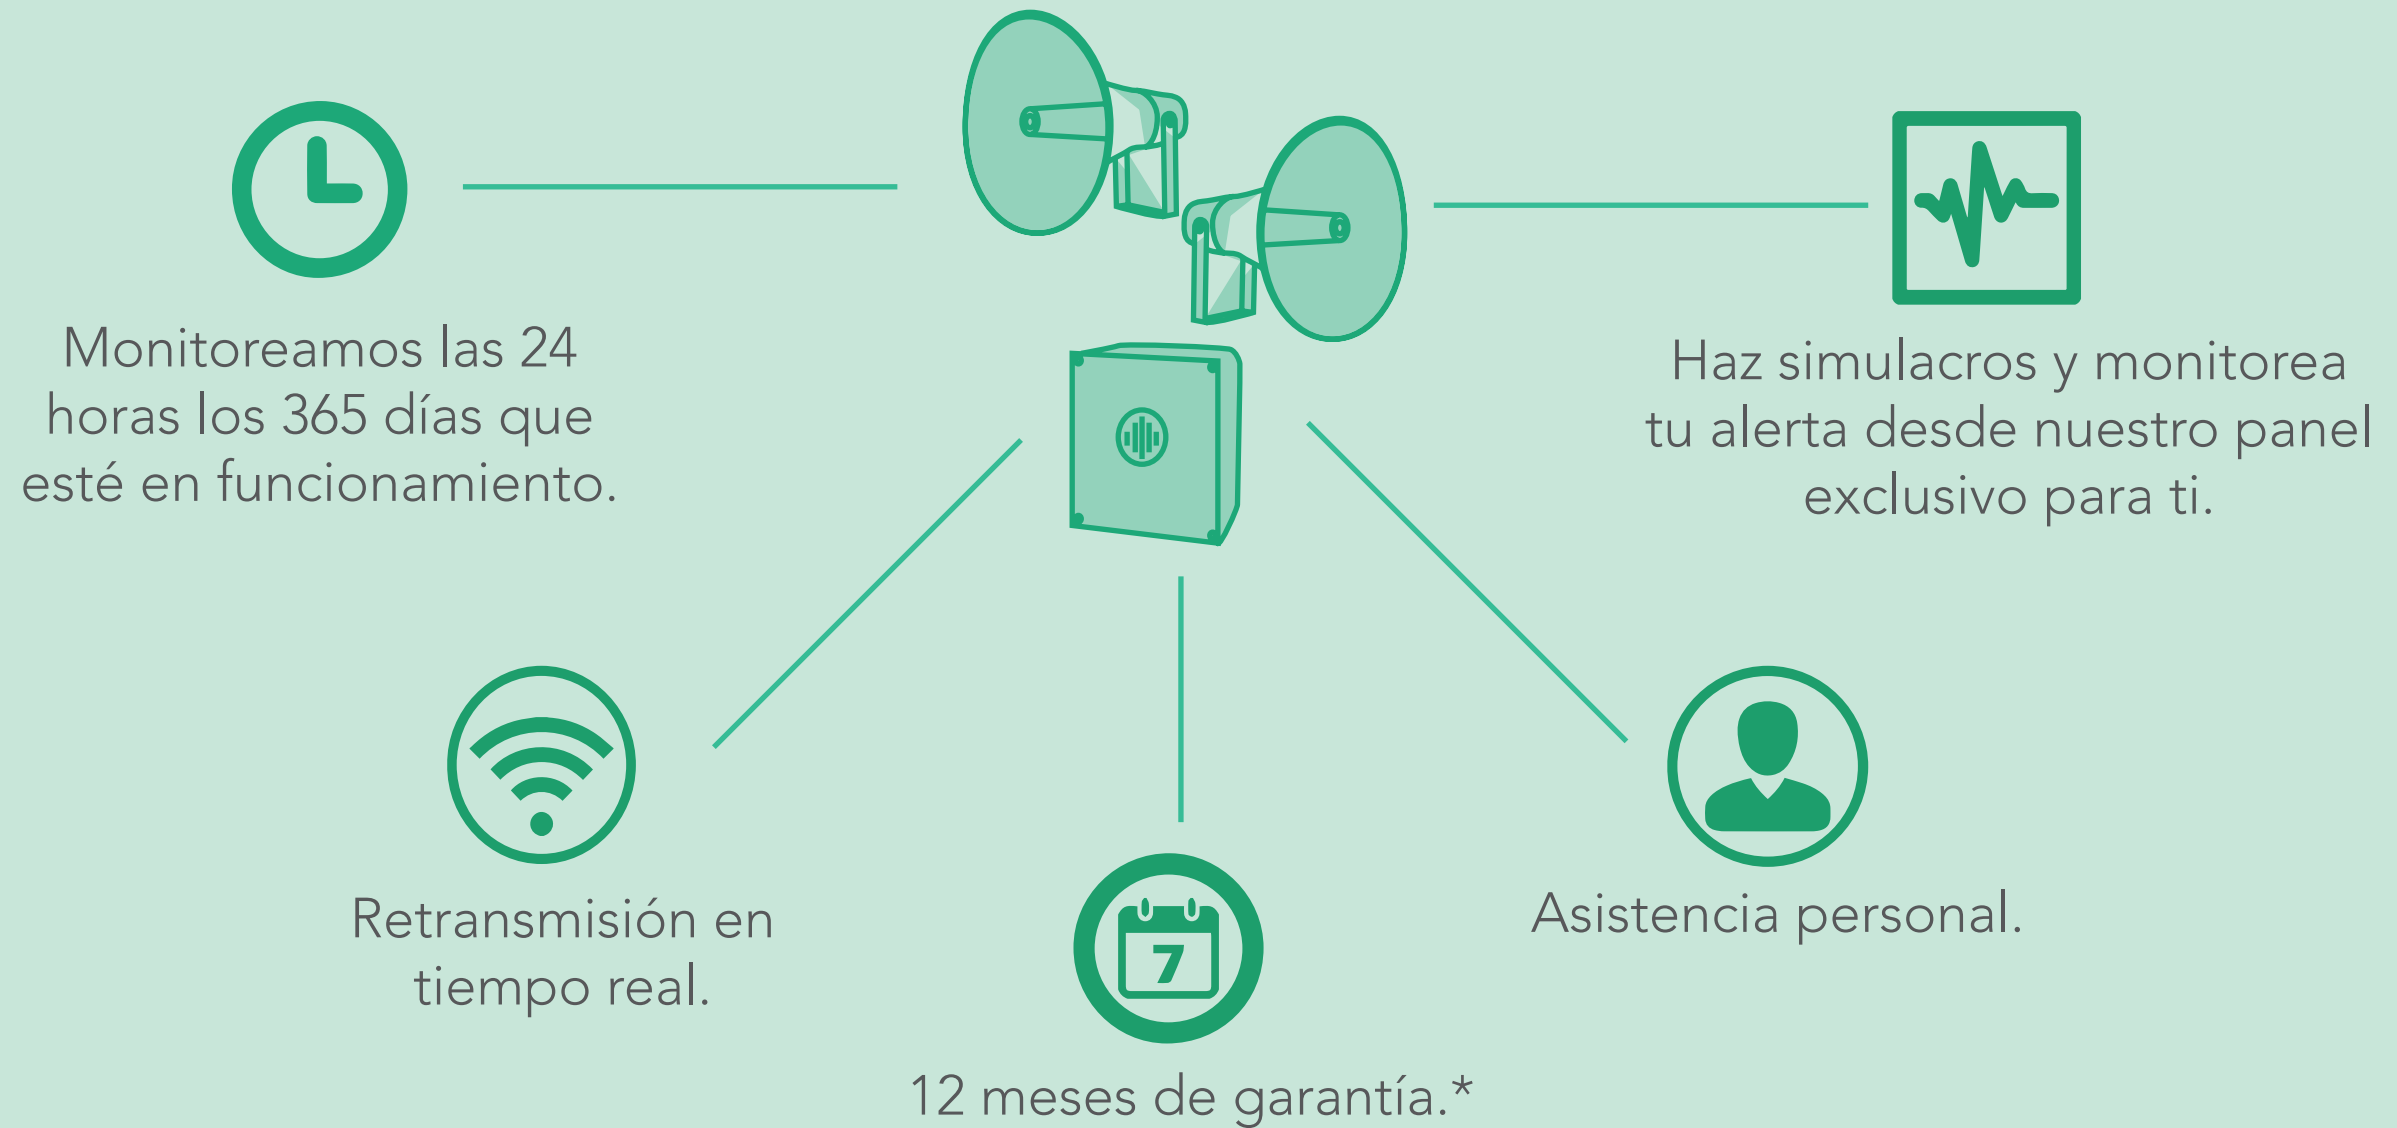 Monitoreamos las 24
horas los 365 días que
esté en funcionamiento.
Haz simulacros y monitorea
tu alerta desde nuestro panel
exclusivo para ti.
Retransmisión en
tiempo real.
7
12 meses de garantía.*
Asistencia personal.